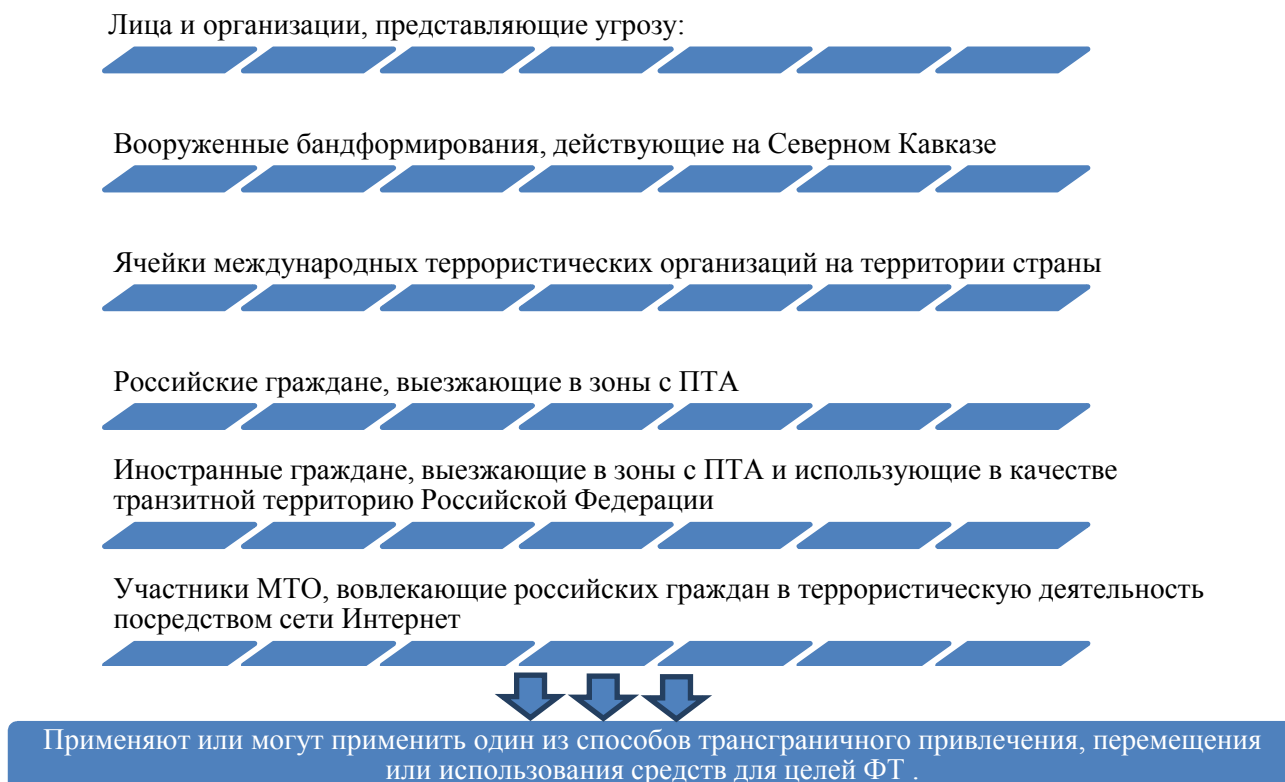 Лица и организации, представляющие угрозу:
Вооруженные бандформирования, действующие на Северном Кавказе
Ячейки международных террористических организаций на территории страны
Российские граждане, выезжающие в зоны с ПТА
Иностранные граждане, выезжающие в зоны с ПТА и использующие в качестве
транзитной территорию Российской Федерации
Участники МТО, вовлекающие российских граждан в террористическую деятельность
посредством сети Интернет
Применяют или могут применить один из способов трансграничного привлечения, перемещения
или использования средств для целей ФТ .